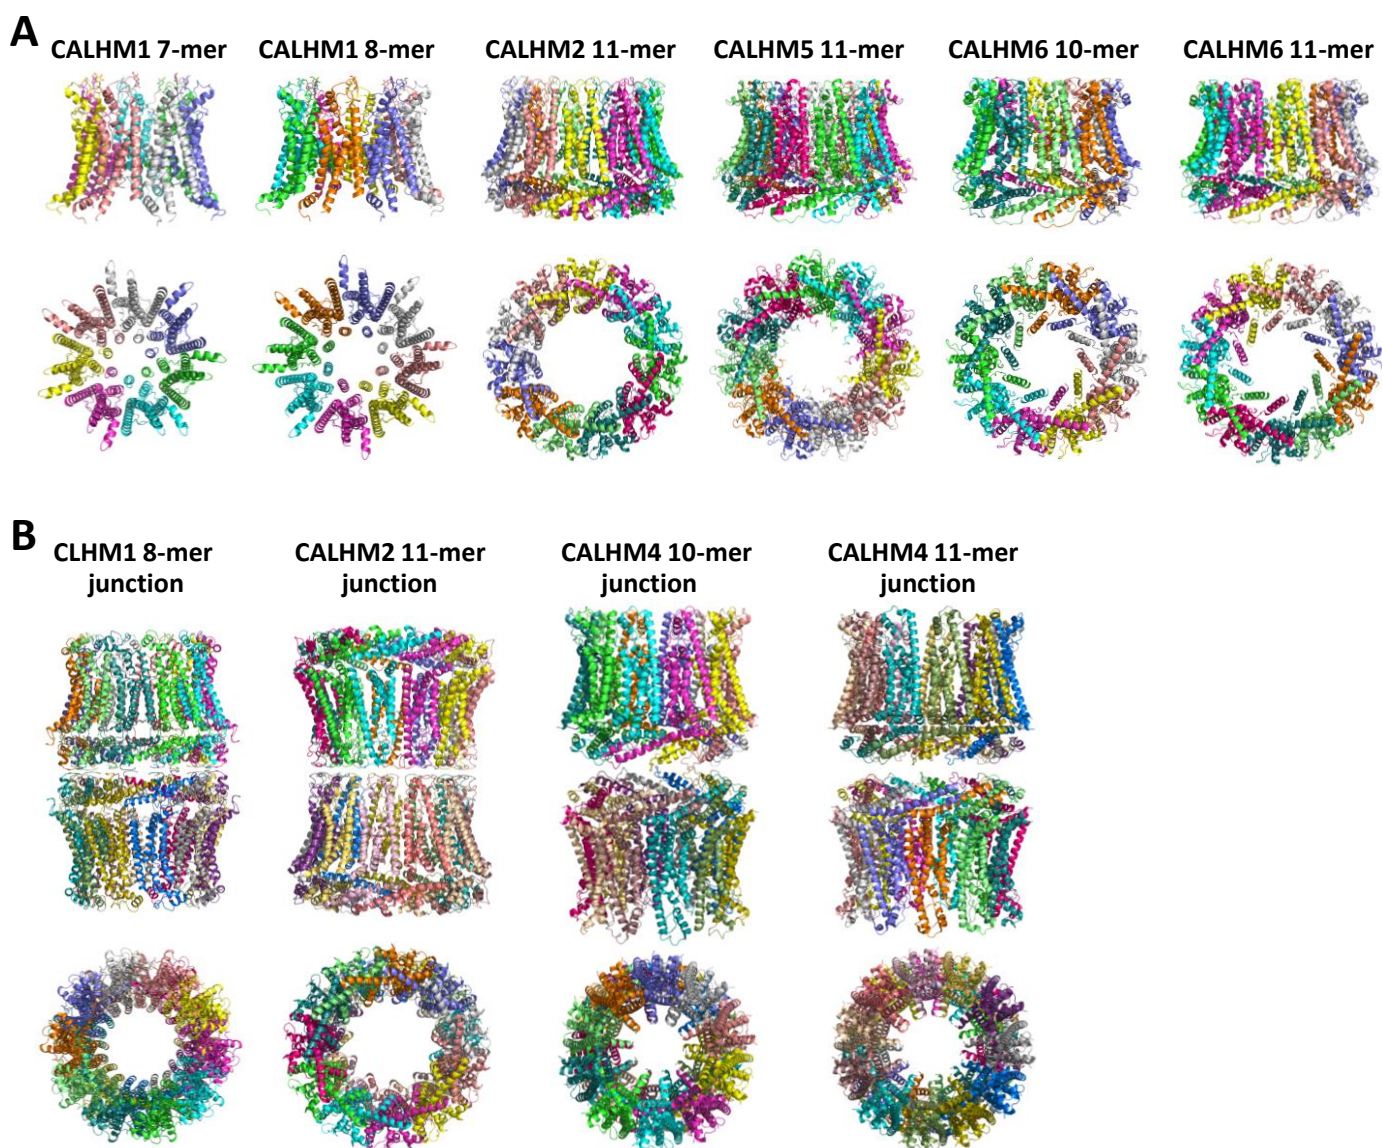 A
CALHM1 7-mer
CALHM1 8-mer
CALHM2 11-mer
CALHM5 11-mer
CALHM6 10-mer
CALHM6 11-mer
B
CLHM1 8-mer
junction
CALHM2 11-mer
junction
CALHM4 10-mer
junction
CALHM4 11-mer
junction